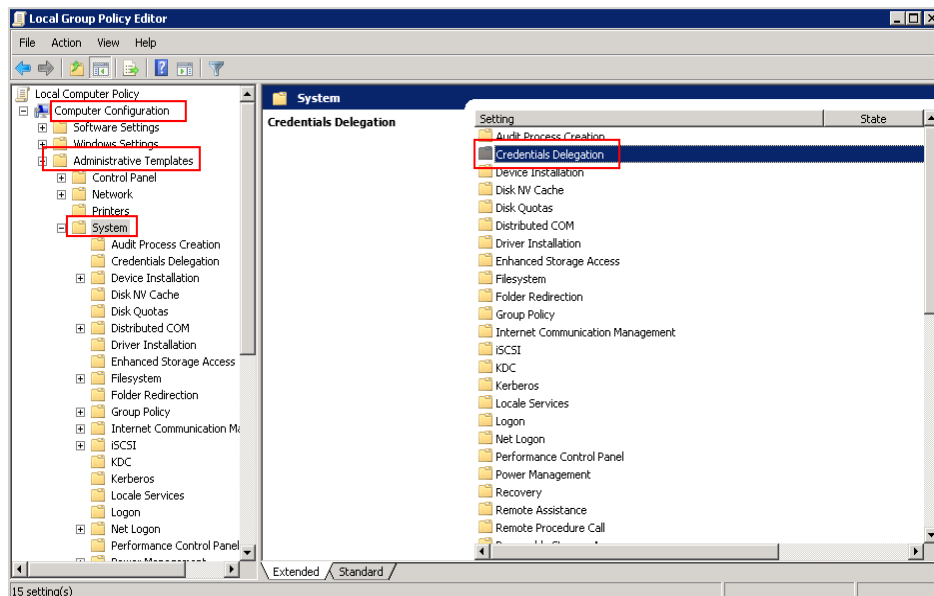 Local Group Policy Editor
File Action View Help
Local Computer Policy
Computer Configuration
Software Settings
Windows Settings
Administrative Templates
Control Panel
Network
Printers
System
Audit Process Creation
Credentials Delegation
Device Installation
Disk NV Cache
Disk Quotas
Distributed COM
Driver Installation
Enhanced Storage Access
Filesystem
Folder Redirection
Group Policy
Internet Communication Ma
iSCSI
KDC
Kerberos
Locale Services
Logon
Net Logon
Performance Control Panel
Power Management
System
Credentials Delegation
Setting State
Audit Process Creation
Credentials Delegation
Device Installation
Disk NV Cache
Disk Quotas
Distributed COM
Driver Installation
Enhanced Storage Access
Filesystem
Folder Redirection
Group Policy
Internet Communication Management
iSCSI
KDC
Kerberos
Locale Services
Logon
Net Logon
Performance Control Panel
Power Management
Recovery
Remote Assistance
Remote Procedure Call
Extended Standard
15 setting(s)